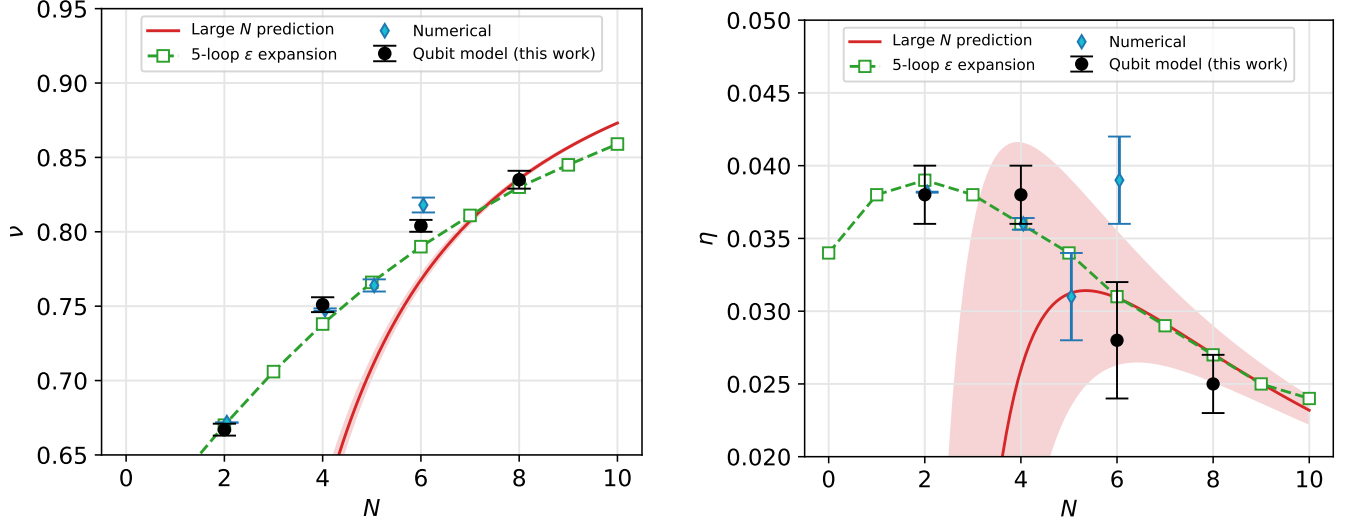 Large N prediction
5-loop ε expansion
Numerical
Qubit model (this work)
0.95
0.90
0.85
0.80
0.75
0.70
0.65
ν
0 2 4 6 8 10
N
Large N prediction
5-loop ε expansion
Numerical
Qubit model (this work)
0.050
0.045
0.040
0.035
0.030
0.025
0.020
η
0 2 4 6 8 10
N